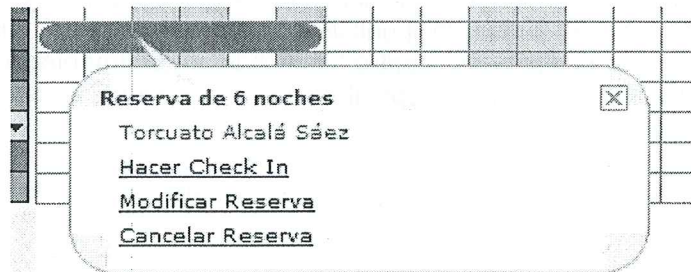 Reserva de 6 noches
Torcuato Alcalá Sáez
Hacer Check In
Modificar Reserva
Cancelar Reserva